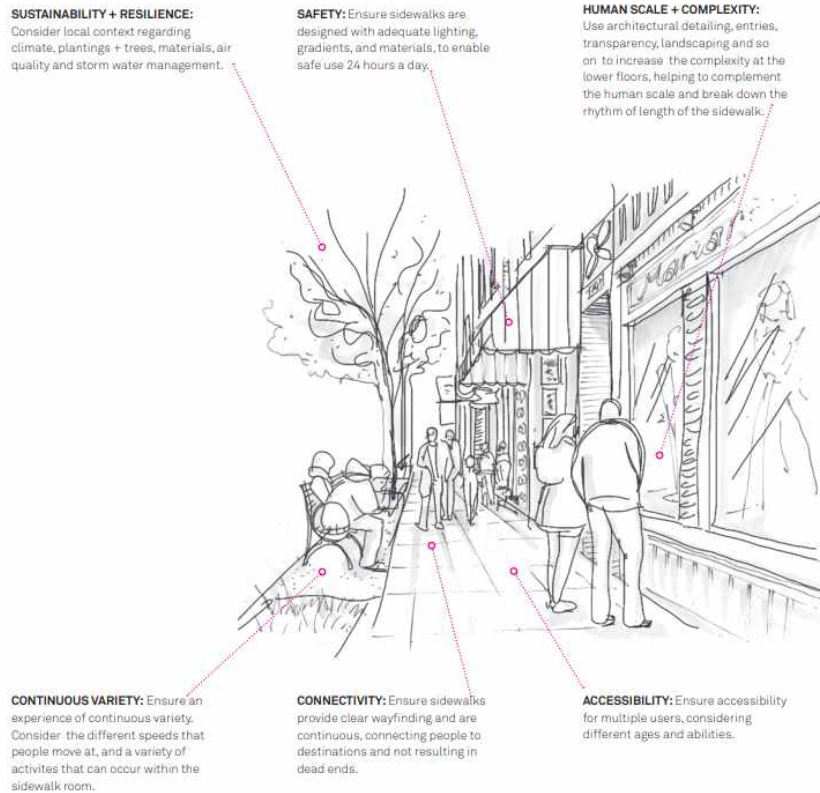 SUSTAINABILITY + RESILIENCE:
Consider local context regarding
climate, plantings + trees, materials, air
quality and storm water management.
SAFETY: Ensure sidewalks are
designed with adequate lighting,
gradients, and materials, to enable
safe use 24 hours a day.
HUMAN SCALE + COMPLEXITY:
Use architectural detailing, entries,
transparency, landscaping and so
on to increase the complexity at the
lower floors, helping to complement
the human scale and break down the
rhythm of length of the sidewalk.
Maria
CONTINUOUS VARIETY: Ensure an
experience of continuous variety.
Consider the different speeds that
people move at, and a variety of
activites that can occur within the
sidewalk room.
CONNECTIVITY: Ensure sidewalks
provide clear wayfinding and are
continuous, connecting people to
destinations and not resulting in
dead ends.
ACCESSIBILITY: Ensure accessibility
for multiple users, considering
different ages and abilities.